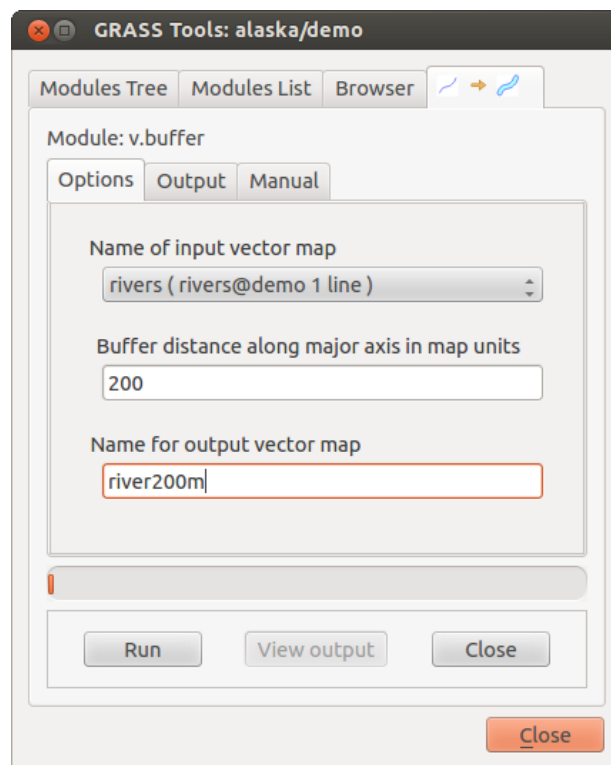 GRASS Tools: alaska/demo
Modules Tree Modules List Browser
Module: v.buffer
Options Output Manual
Name of input vector map
rivers ( rivers@demo 1 line )
Buffer distance along major axis in map units
200
Name for output vector map
river200m
Run View output Close
Close